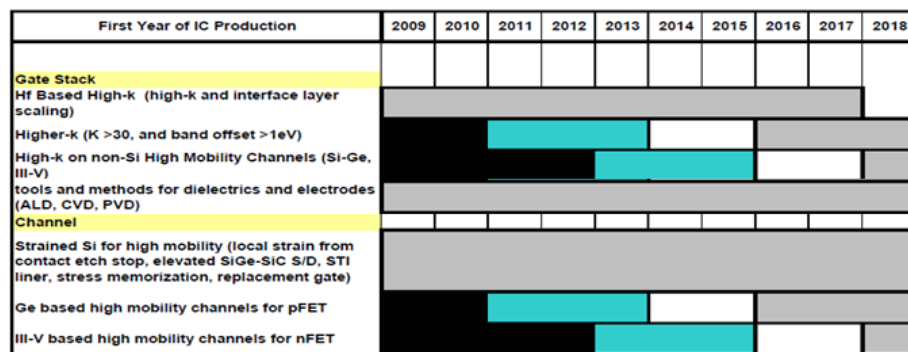 First Year of IC Production 2009 2010 2011 2012 2013 2014 2015 2016 2017 2018
Gate Stack
Hf Based High-k (high-k and interface layer
scaling)
Higher-k (K >30, and band offset >1eV)
High-k on non-Si High Mobility Channels (Si-Ge,
III-V)
tools and methods for dielectrics and electrodes
(ALD, CVD, PVD)
Channel
Strained Si for high mobility (local strain from
contact etch stop, elevated SiGe-SiC S/D, STI
liner, stress memorization, replacement gate)
Ge based high mobility channels for pFET
III-V based high mobility channels for nFET